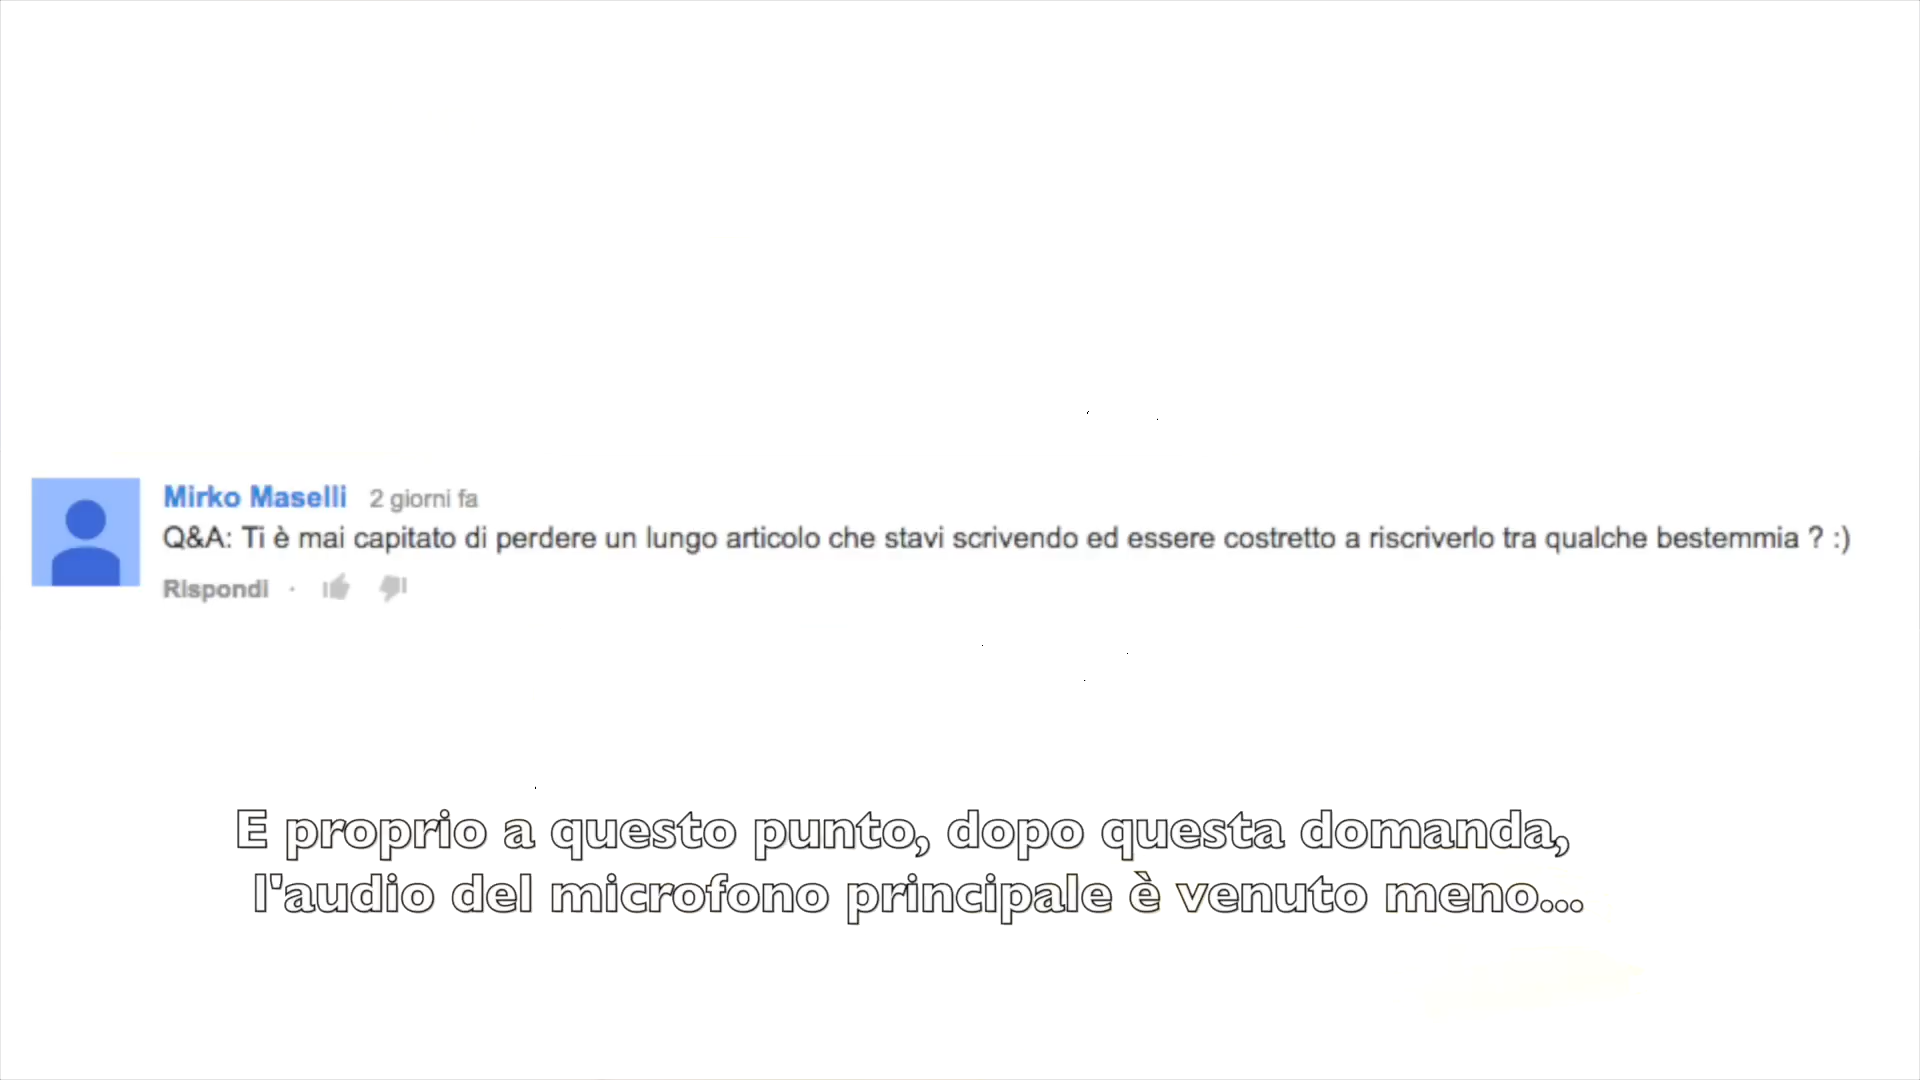 Mirko Maselli 2 giorni fa
Q&A: Ti è mai capitato di perdere un lungo articolo che stavi scrivendo ed essere costretto a riscriverlo tra qualche bestemmia ? :)
Rispondi ·
E proprio a questo punto, dopo questa domanda,
l'audio del microfono principale è venuto meno...